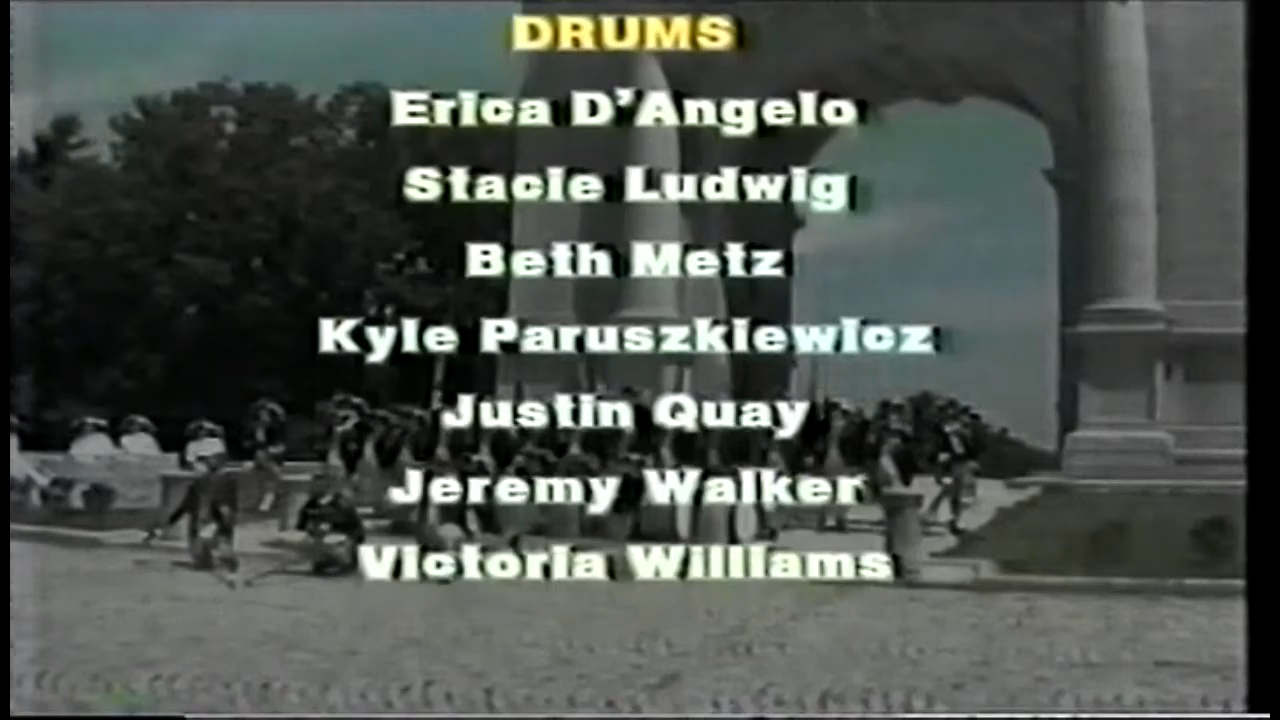 DRUMS
Erica D'Angelo
Stacie Ludwig
Beth Metz
Kyle Paruszkiewicz
Justin Quay
Jeremy Walker
Victoria Williams